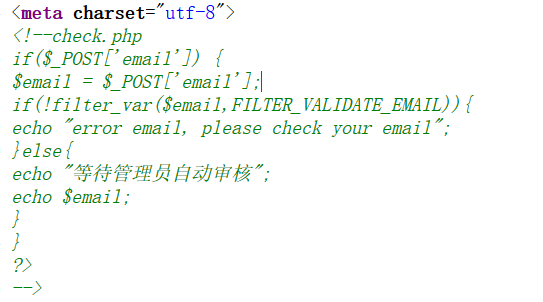 <meta charset="utf-8">
<!--check.php
if($_POST['email']) {
$email = $_POST['email'];
if(!filter_var($email,FILTER_VALIDATE_EMAIL)){
echo "error email, please check your email";
}else{
echo "等待管理员自动审核";
echo $email;
}
}
?>
-->